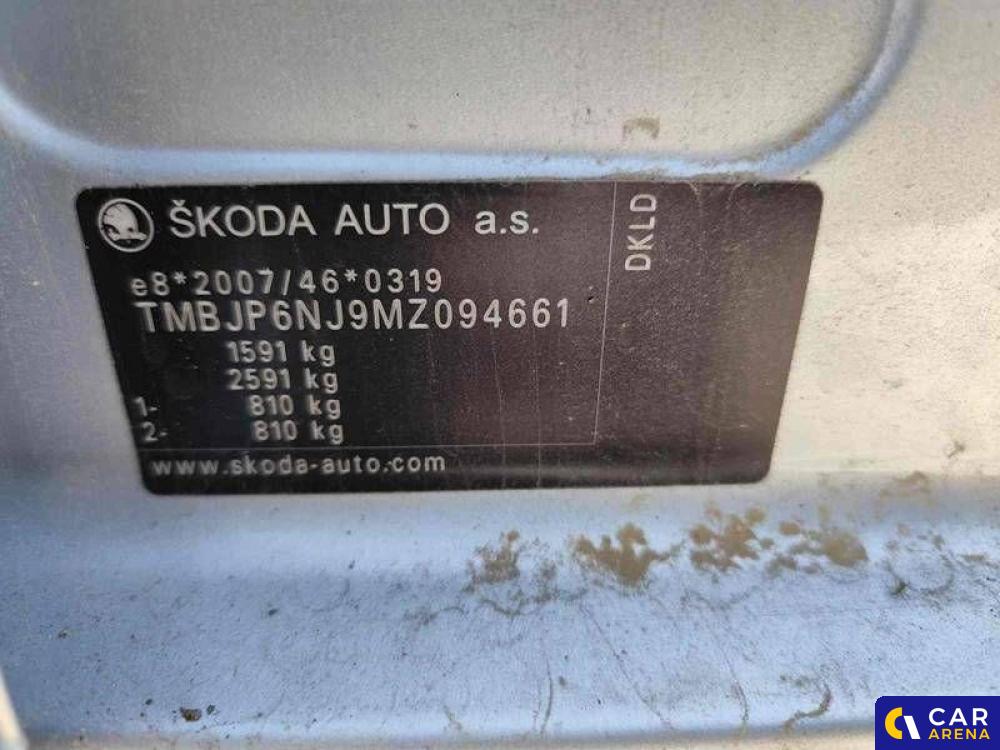 ŠKODA AUTO a.s.
DKLD
e8*2007/46*0319
TMBJP6NJ9MZ094661
1591 kg
2591 kg
1- 810 kg
2- 810 kg
www.skoda-auto.com
CAR
ARENA